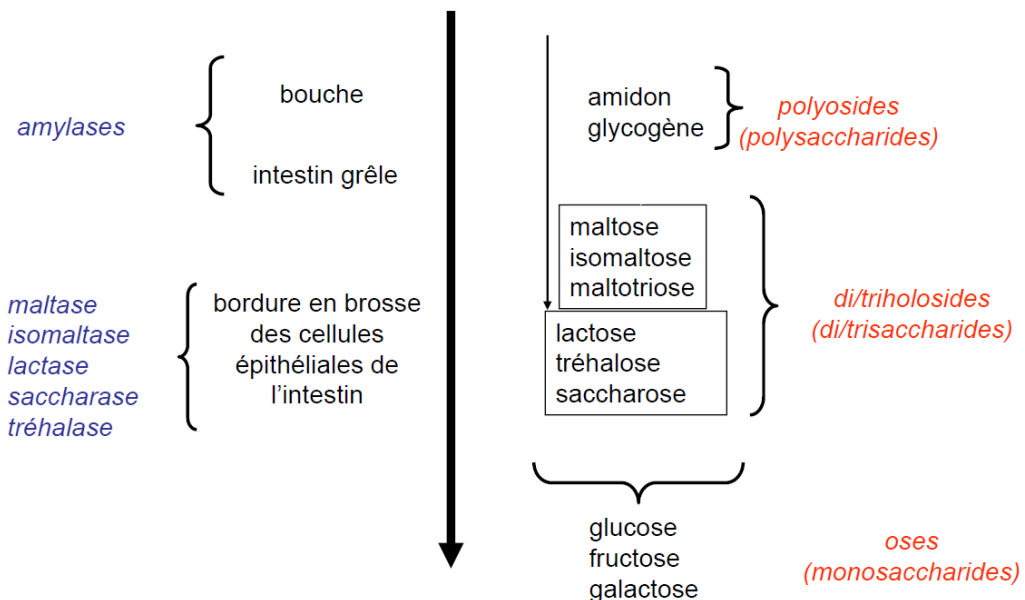 amylases
bouche
intestin grêle
amidon
glycogène
polyosides
(polysaccharides)
maltose
isomaltose
maltotriose
lactose
tréhalose
saccharose
di/triholosides
(di/trisaccharides)
maltase
isomaltase
lactase
saccharase
tréhalase
bordure en brosse
des cellules
épithéliales de
l’intestin
glucose
fructose
galactose
oses
(monosaccharides)